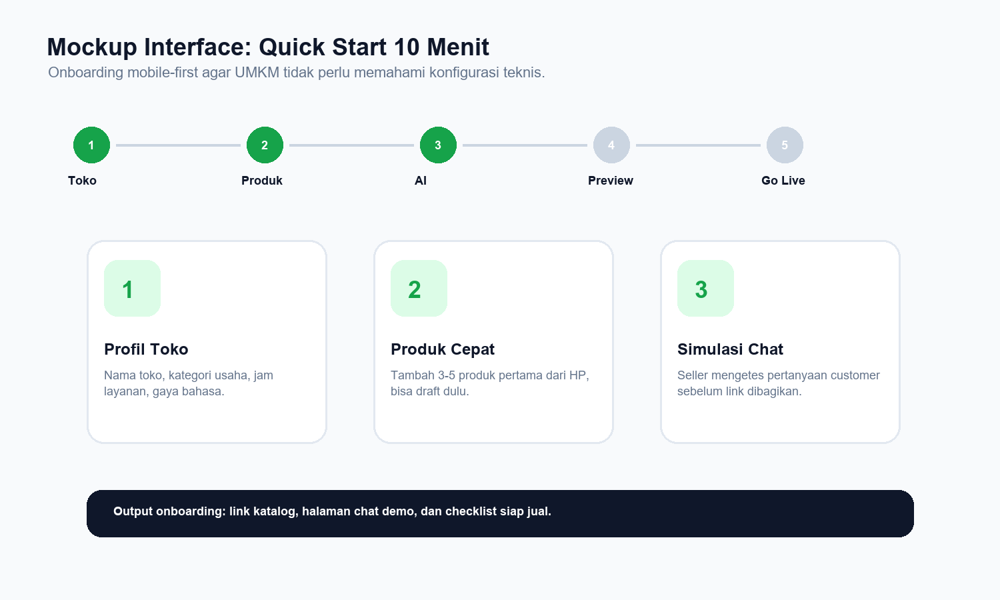 Mockup Interface: Quick Start 10 Menit
Onboarding mobile-first agar UMKM tidak perlu memahami konfigurasi teknis.
1
2
3
4
5
Toko
Produk
AI
Preview
Go Live
1
Profil Toko
Nama toko, kategori usaha, jam
layanan, gaya bahasa.
2
Produk Cepat
Tambah 3-5 produk pertama dari HP,
bisa draft dulu.
3
Simulasi Chat
Seller mengetes pertanyaan customer
sebelum link dibagikan.
Output onboarding: link katalog, halaman chat demo, dan checklist siap jual.